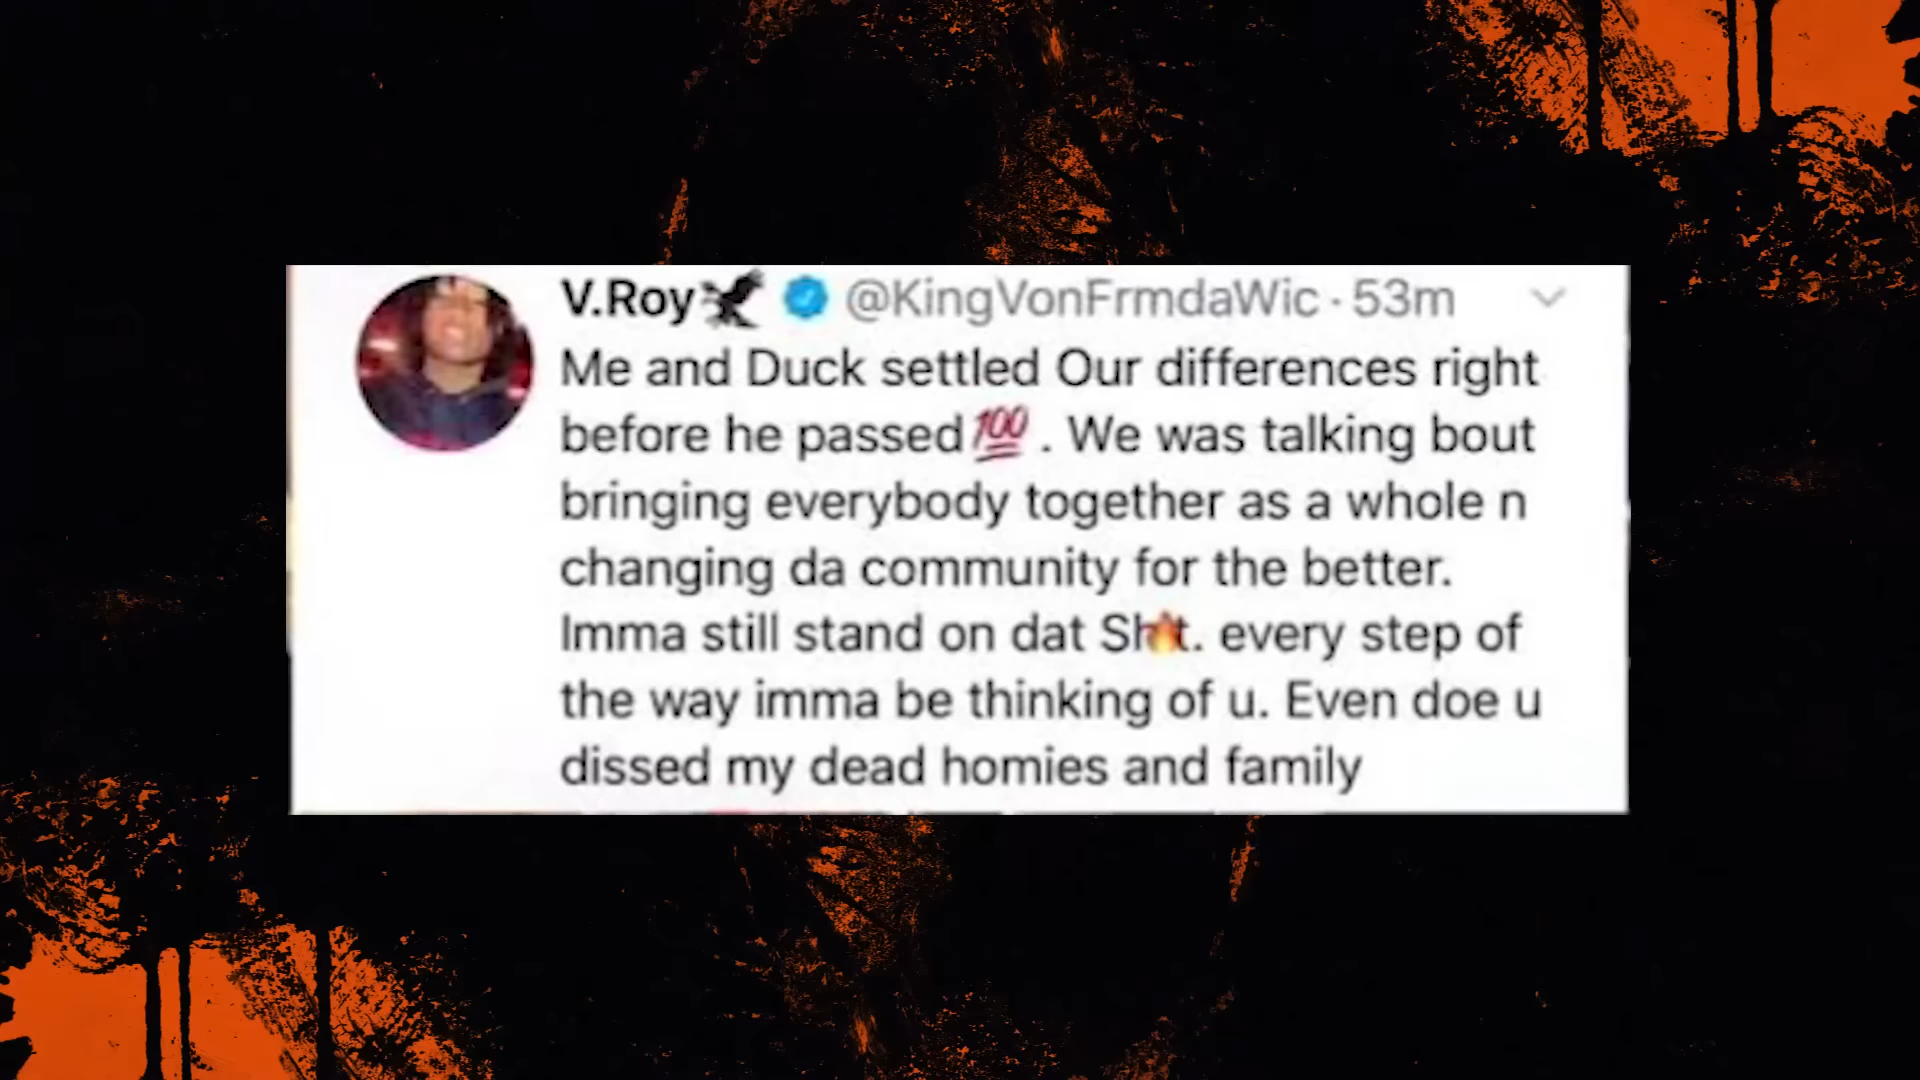 V.Roy @KingVonFrmdaWic · 53m
Me and Duck settled Our differences right
before he passed💯 . We was talking bout
bringing everybody together as a whole n
changing da community for the better.
Imma still stand on dat Sh🔥t. every step of
the way imma be thinking of u. Even doe u
dissed my dead homies and family